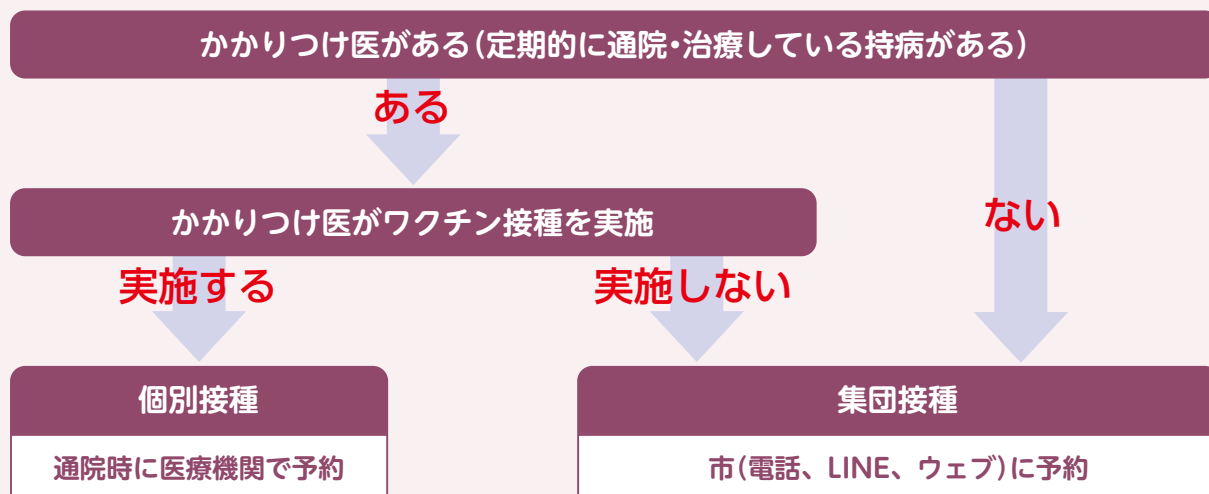 かかりつけ医がある(定期的に通院・治療している持病がある)
ある
ない
かかりつけ医がワクチン接種を実施
実施する
実施しない
個別接種
通院時に医療機関で予約
集団接種
市(電話、LINE、ウェブ)に予約